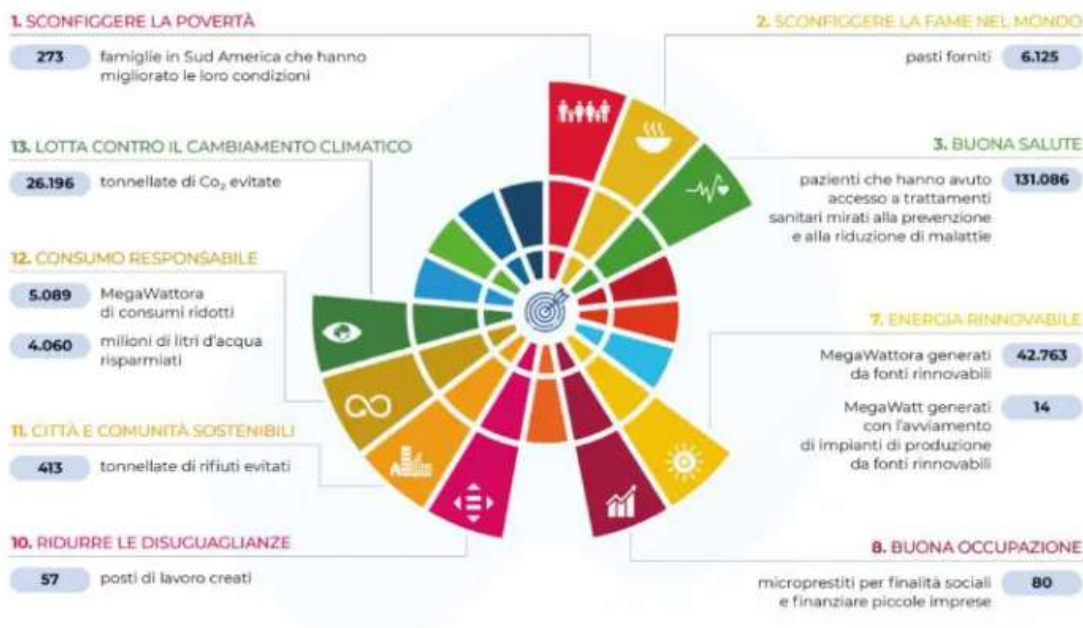 1. SCONFIGGERE LA POVERTÀ
273
famiglie in Sud America che hanno
migliorato le loro condizioni
2. SCONFIGGERE LA FAME NEL MONDO
pasti forniti
6.125
13. LOTTA CONTRO IL CAMBIAMENTO CLIMATICO
26.196
tonnellate di Co₂ evitate
3. BUONA SALUTE
pazienti che hanno avuto
accesso a trattamenti
sanitari mirati alla prevenzione
e alla riduzione di malattie
131.086
12. CONSUMO RESPONSABILE
5.089
MegaWattora
di consumi ridotti
4.060
milioni di litri d'acqua
risparmiati
7. ENERGIA RINNOVABILE
MegaWattora generati
da fonti rinnovabili
42.763
MegaWatt generati
con l'avviamento
di impianti di produzione
da fonti rinnovabili
14
11. CITTÀ E COMUNITÀ SOSTENIBILI
413
tonnellate di rifiuti evitati
10. RIDURRE LE DISUGUAGLIANZE
57
posti di lavoro creati
8. BUONA OCCUPAZIONE
microprestiti per finalità sociali
e finanziare piccole imprese
80